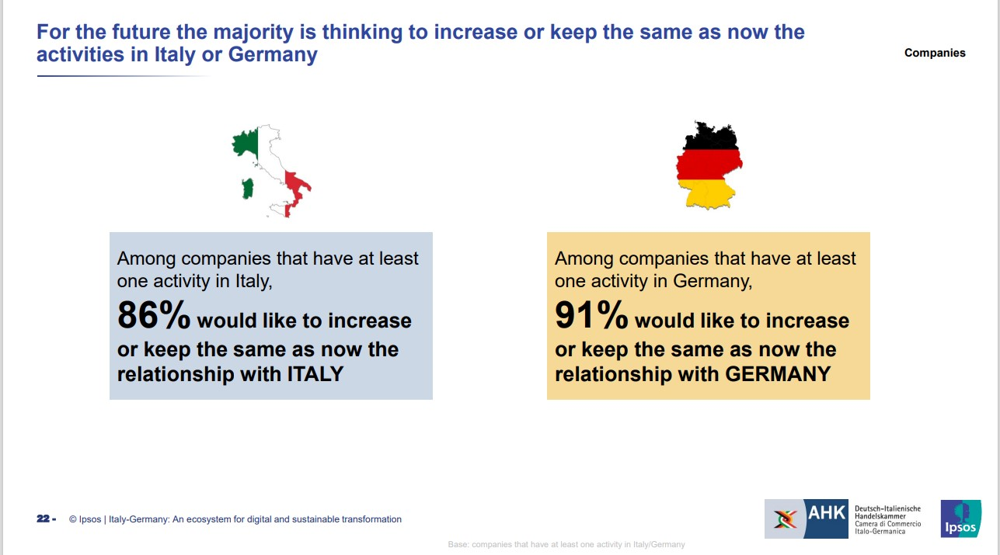 For the future the majority is thinking to increase or keep the same as now the
activities in Italy or Germany
Companies
Among companies that have at least
one activity in Italy,
86% would like to increase
or keep the same as now the
relationship with ITALY
Among companies that have at least
one activity in Germany,
91% would like to increase
or keep the same as now the
relationship with GERMANY
22 - © Ipsos | Italy-Germany: An ecosystem for digital and sustainable transformation
AHK
Deutsch-Italienische
Handelskammer
Camera di Commercio
Italo-Germanica
Ipsos
Base: companies that have at least one activity in Italy/Germany